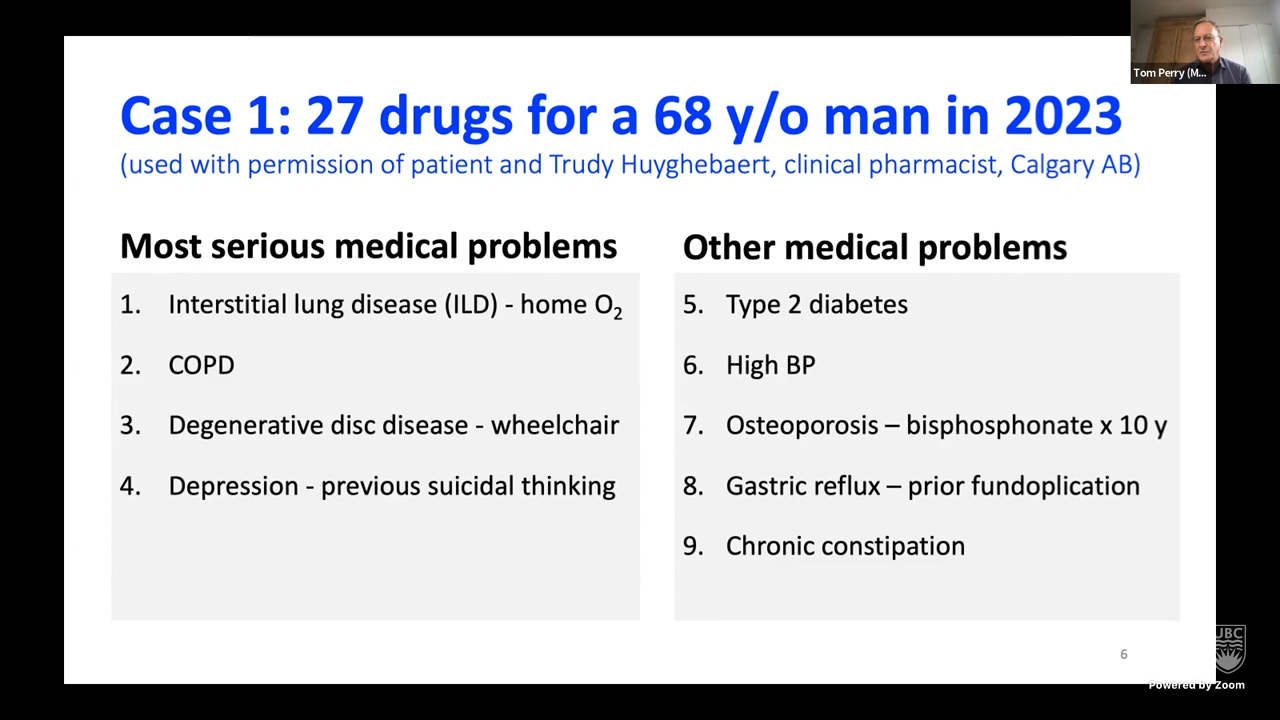 Tom Perry (M...
Case 1: 27 drugs for a 68 y/o man in 2023
(used with permission of patient and Trudy Huyghebaert, clinical pharmacist, Calgary AB)
Most serious medical problems
1. Interstitial lung disease (ILD) - home O₂
2. COPD
3. Degenerative disc disease - wheelchair
4. Depression - previous suicidal thinking
Other medical problems
5. Type 2 diabetes
6. High BP
7. Osteoporosis – bisphosphonate x 10 y
8. Gastric reflux – prior fundoplication
9. Chronic constipation
6
UBC
Powered by Zoom